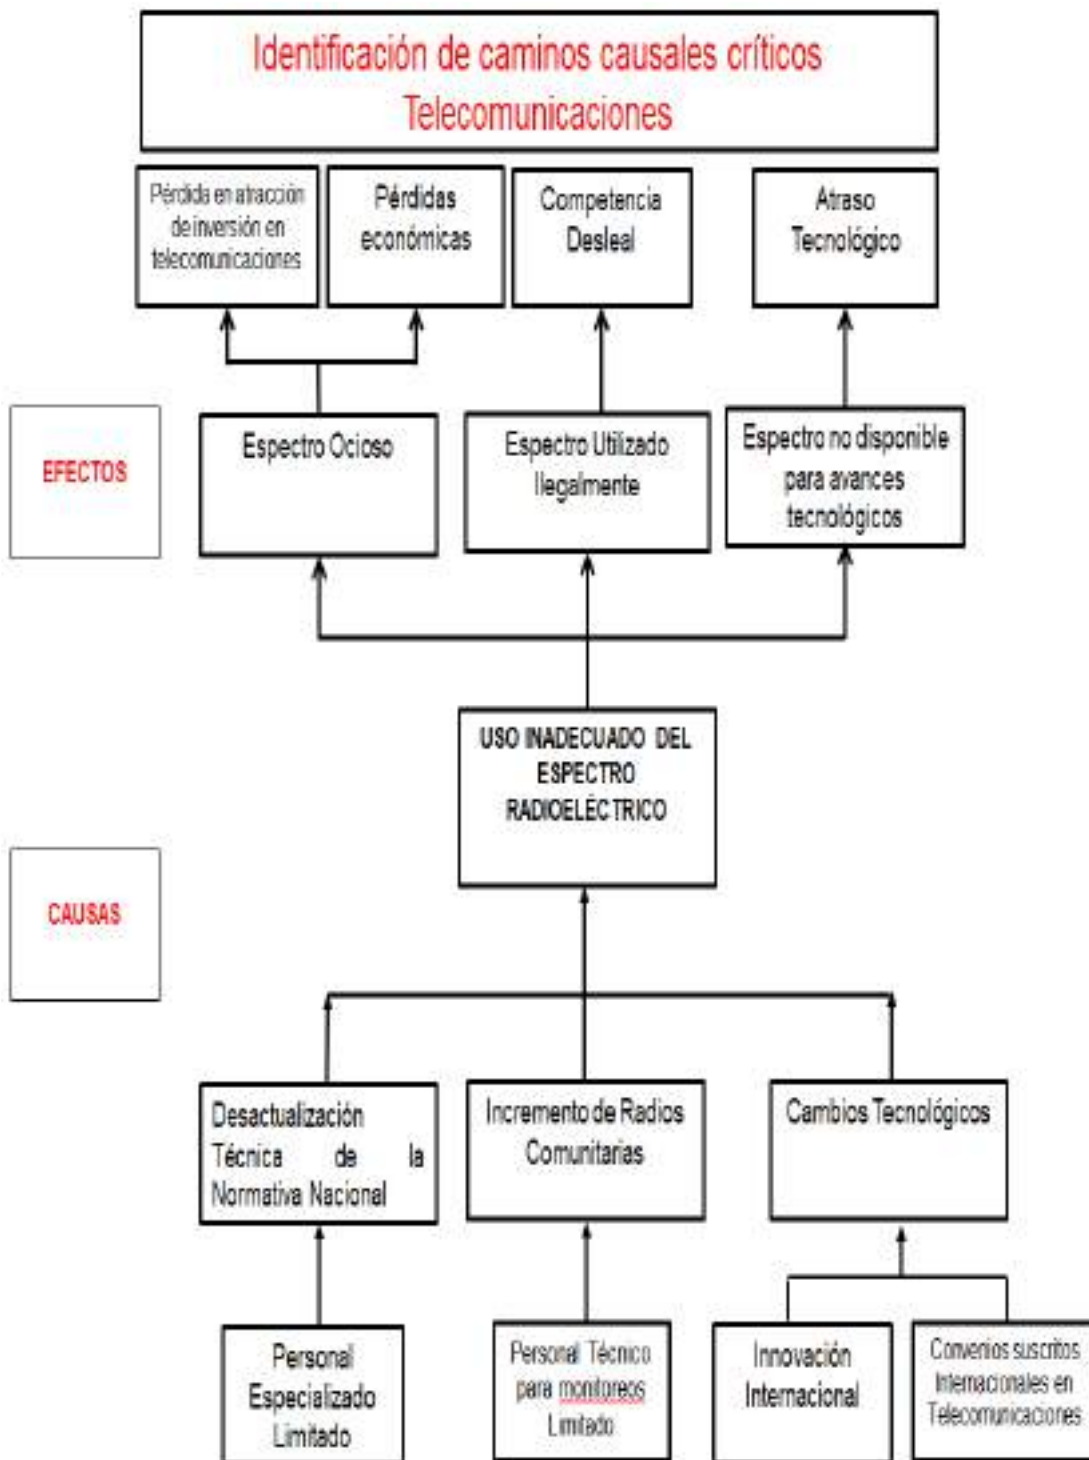 Identificación de caminos causales críticos
Telecomunicaciones
Pérdida en atracción
de inversión en
telecomunicaciones
Pérdidas
económicas
Competencia
Desleal
Atraso
Tecnológico
EFECTOS
Espectro Ocioso
Espectro Utilizado
Ilegalmente
Espectro no disponible
para avances
tecnológicos
USO INADECUADO DEL
ESPECTRO
RADIOELÉCTRICO
CAUSAS
Desactualización
Técnica de la
Normativa Nacional
Incremento de Radios
Comunitarias
Cambios Tecnológicos
Personal
Especializado
Limitado
Personal Técnico
para monitoreos
Limitado
Innovación
Internacional
Convenios suscritos
Internacionales en
Telecomunicaciones